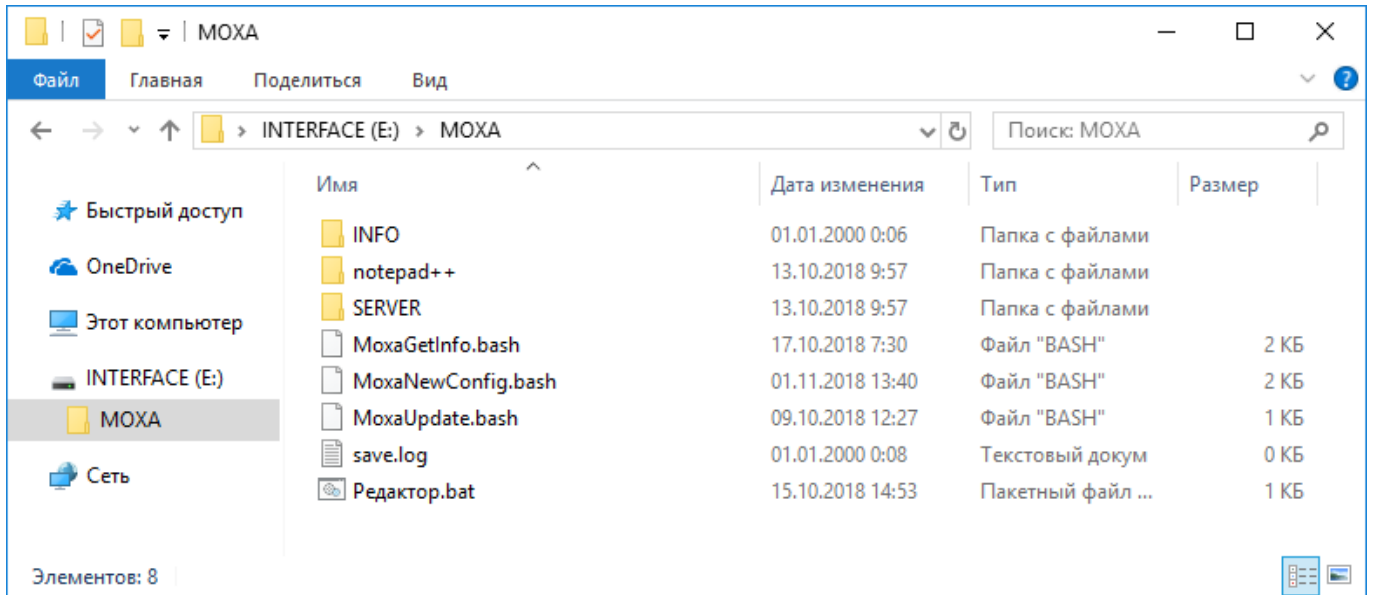 MOXA
Файл Главная Поделиться Вид
INTERFACE (E:) MOXA Поиск: MOXA
Имя Дата изменения Тип Размер
Быстрый доступ
OneDrive
Этот компьютер
INTERFACE (E:)
MOXA
Сеть
INFO 01.01.2000 0:06 Папка с файлами
notepad++ 13.10.2018 9:57 Папка с файлами
SERVER 13.10.2018 9:57 Папка с файлами
MoxaGetInfo.bash 17.10.2018 7:30 Файл "BASH" 2 КБ
MoxaNewConfig.bash 01.11.2018 13:40 Файл "BASH" 2 КБ
MoxaUpdate.bash 09.10.2018 12:27 Файл "BASH" 1 КБ
save.log 01.01.2000 0:08 Текстовый докум 0 КБ
Редактор.bat 15.10.2018 14:53 Пакетный файл ... 1 КБ
Элементов: 8